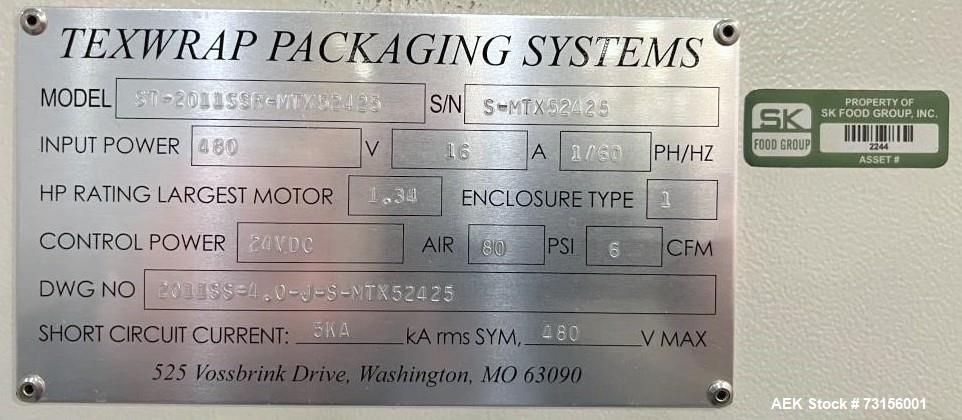 TEXWRAP PACKAGING SYSTEMS
MODEL ST-2011SSR-MTX52425 S/N S-MTX52425
INPUT POWER 480 V 16 A 1/60 PH/HZ
HP RATING LARGEST MOTOR 1.34 ENCLOSURE TYPE 1
CONTROL POWER 24VDC AIR 80 PSI 6 CFM
DWG NO 2011SS-4.0-J-S-MTX52425
SHORT CIRCUIT CURRENT: 5KA kA rms SYM, 480 V MAX
525 Vossbrink Drive, Washington, MO 63090
SK
FOOD GROUP
PROPERTY OF
SK FOOD GROUP, INC.
2244
ASSET #
AEK Stock # 73156001